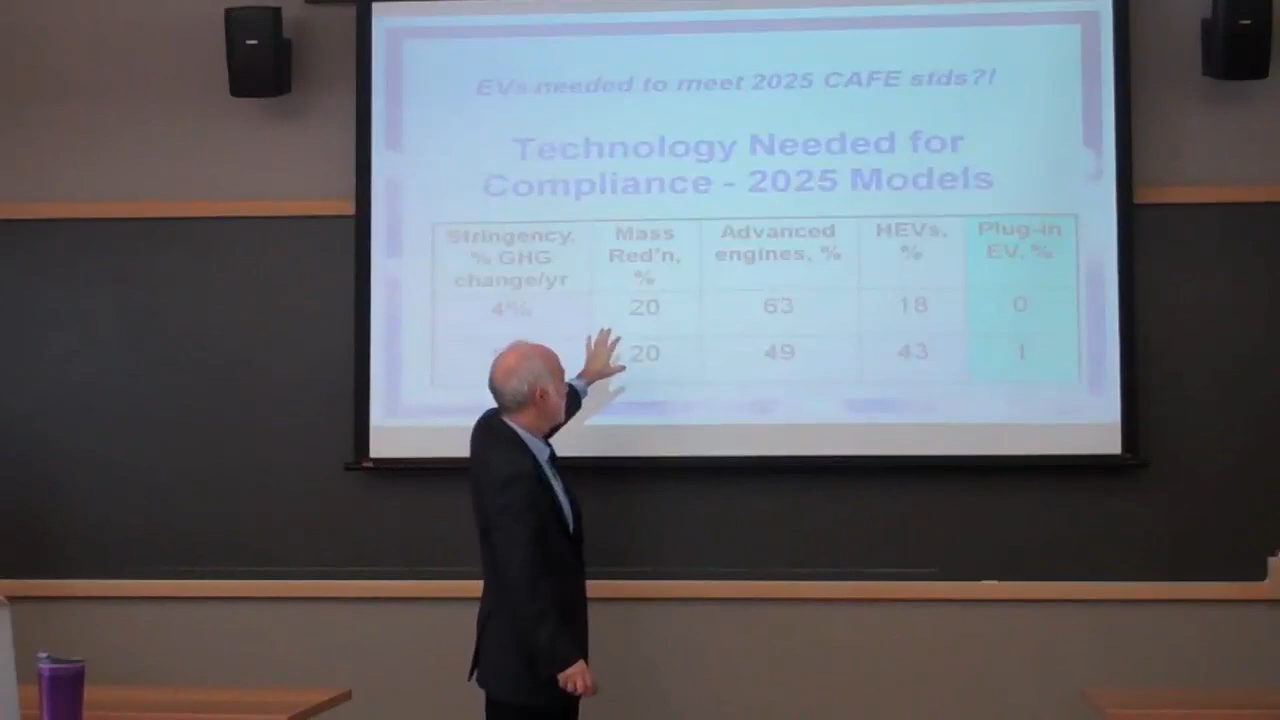 EVs needed to meet 2025 CAFE stds?!
Technology Needed for
Compliance - 2025 Models
Stringency, % GHG change/yr Mass Red'n, % Advanced engines, % HEVs, % Plug-in EV, %
4% 20 63 18 0
20 49 43 1